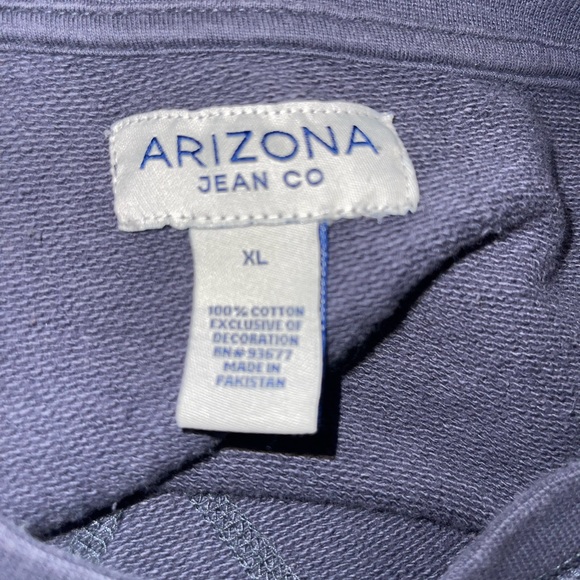 ARIZONA
JEAN CO
XL
100% COTTON
EXCLUSIVE OF
DECORATION
RN# 93677
MADE IN
PAKISTAN